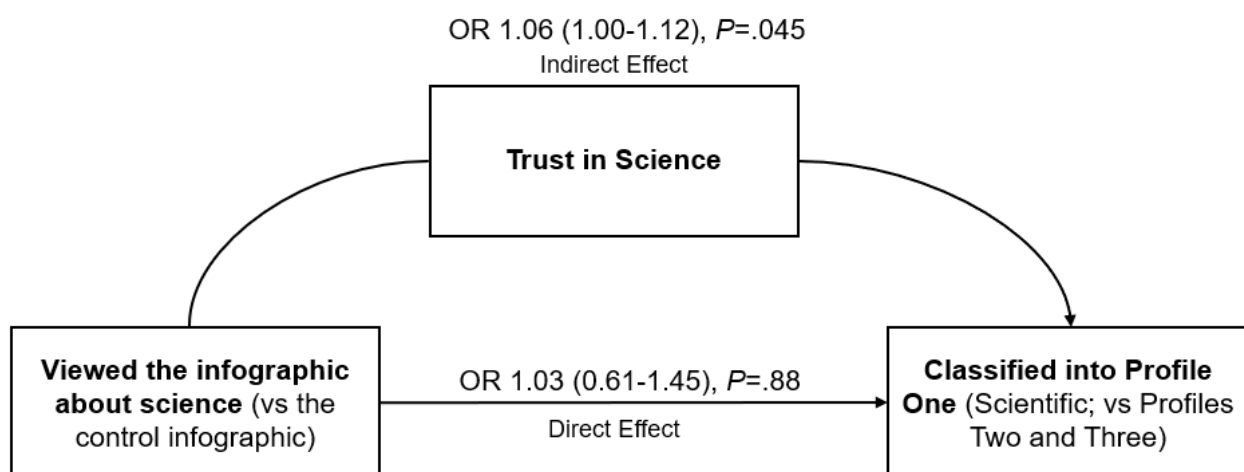 OR 1.06 (1.00-1.12), P=.045
Indirect Effect
Trust in Science
Viewed the infographic
about science (vs the
control infographic)
OR 1.03 (0.61-1.45), P=.88
Direct Effect
Classified into Profile
One (Scientific; vs Profiles
Two and Three)